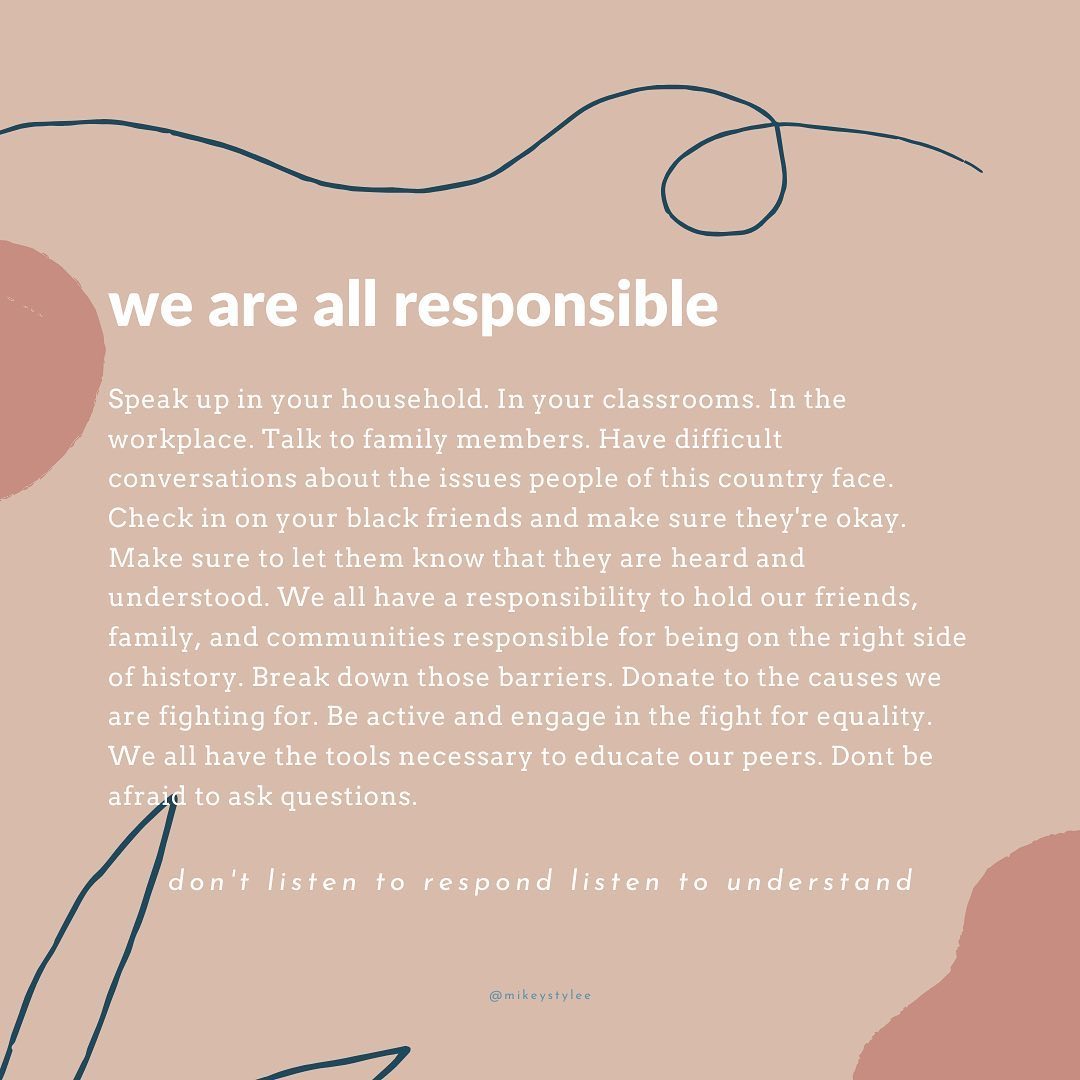 we are all responsible
Speak up in your household. In your classrooms. In the
workplace. Talk to family members. Have difficult
conversations about the issues people of this country face.
Check in on your black friends and make sure they're okay.
Make sure to let them know that they are heard and
understood. We all have a responsibility to hold our friends,
family, and communities responsible for being on the right side
of history. Break down those barriers. Donate to the causes we
are fighting for. Be active and engage in the fight for equality.
We all have the tools necessary to educate our peers. Dont be
afraid to ask questions.
don't listen to respond listen to understand
@mikeystylee